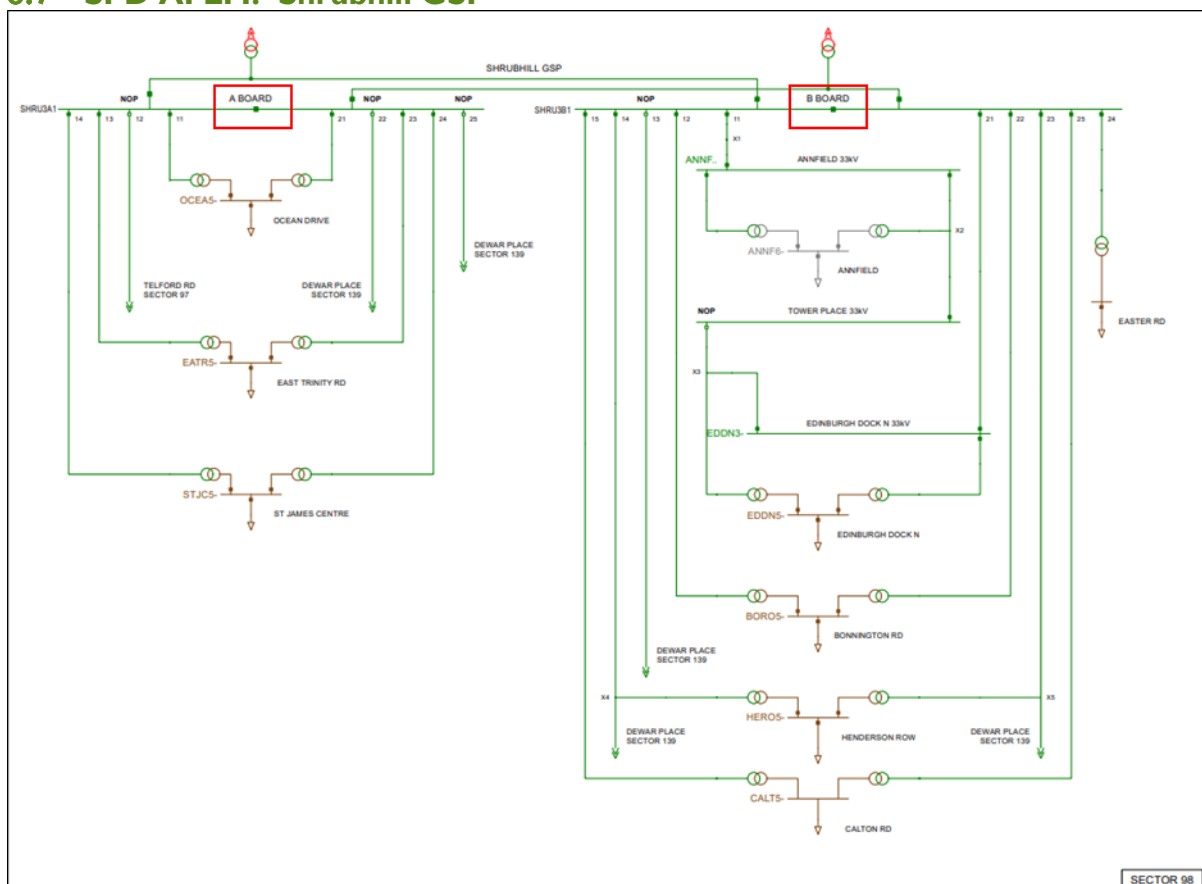 SHRUBHILL GSP
NOP
A BOARD
NOP
NOP
SHRU3A1
14
13
12
11
21
22
23
24
25
OCEA5-
OCEAN DRIVE
DEWAR PLACE
SECTOR 139
TELFORD RD
SECTOR 97
DEWAR PLACE
SECTOR 139
EATR5-
EAST TRINITY RD
STJC5-
ST JAMES CENTRE
NOP
B BOARD
SHRU3B1
15
14
13
12
11
21
22
23
25
24
X1
ANNF...
ANNFIELD 33kV
X2
ANNF6-
ANNFIELD
NOP
TOWER PLACE 33kV
EASTER RD
X3
EDDN3-
EDINBURGH DOCK N 33kV
EDDN5-
EDINBURGH DOCK N
BORO5-
BONNINGTON RD
DEWAR PLACE
SECTOR 139
X4
X5
HERO5-
HENDERSON ROW
DEWAR PLACE
SECTOR 139
DEWAR PLACE
SECTOR 139
CALT5-
CALTON RD
SECTOR 98